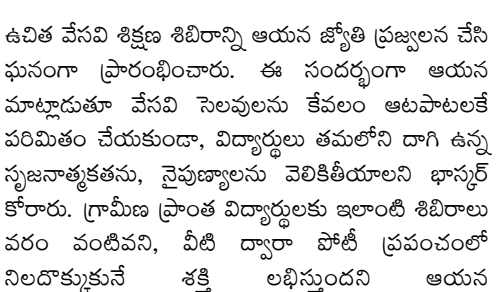 ఉచిత వేసవి శిక్షణ శిబిరాన్ని ఆయన జ్యోతి ప్రజ్వలన చేసి
ఘనంగా ప్రారంభించారు. ఈ సందర్భంగా ఆయన
మాట్లాడుతూ వేసవి సెలవులను కేవలం ఆటపాటలకే
పరిమితం చేయకుండా, విద్యార్థులు తమలోని దాగి ఉన్న
సృజనాత్మకతను, నైపుణ్యాలను వెలికితీయాలని భాస్కర్
కోరారు. గ్రామీణ ప్రాంత విద్యార్థులకు ఇలాంటి శిబిరాలు
వరం వంటివని, వీటి ద్వారా పోటీ ప్రపంచంలో
నిలదొక్కుకునే శక్తి లభిస్తుందని ఆయన